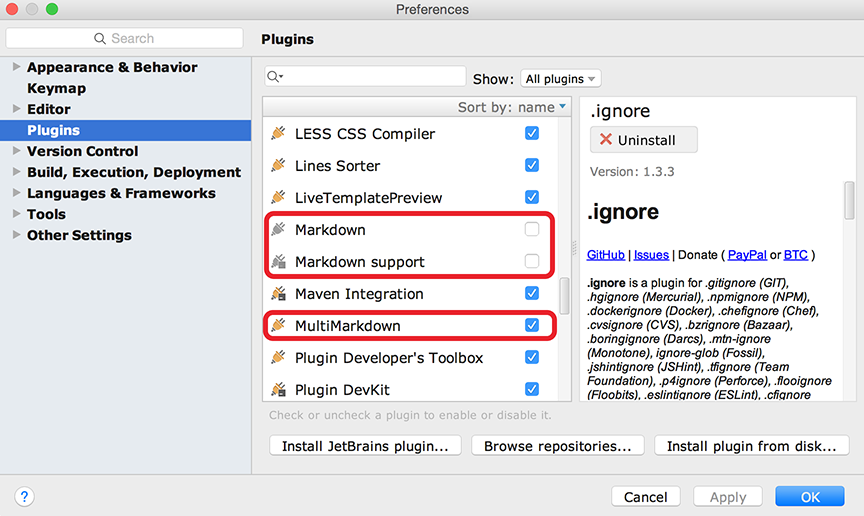 Preferences
Search
Plugins
Appearance & Behavior
Keymap
Editor
Plugins
Version Control
Build, Execution, Deployment
Languages & Frameworks
Tools
Other Settings
Show: All plugins
Sort by: name
LESS CSS Compiler
Lines Sorter
LiveTemplatePreview
Markdown
Markdown support
Maven Integration
MultiMarkdown
Plugin Developer's Toolbox
Plugin DevKit
Check or uncheck a plugin to enable or disable it.
Install JetBrains plugin... Browse repositories... Install plugin from disk...
.ignore
Uninstall
Version: 1.3.3
.ignore
GitHub | Issues | Donate ( PayPal or BTC )
.ignore is a plugin for .gitignore (GIT),
.hgignore (Mercurial), .npmignore (NPM),
.dockerignore (Docker), .chefignore (Chef),
.cvsignore (CVS), .bzrignore (Bazaar),
.boringignore (Darcs), .mtn-ignore
(Monotone), ignore-glob (Fossil),
.jshintignore (JSHint), .tfignore (Team
Foundation), .p4ignore (Perforce), .flooignore
(Floobits), .eslintignore (ESLint), .cfignore
? Cancel Apply OK